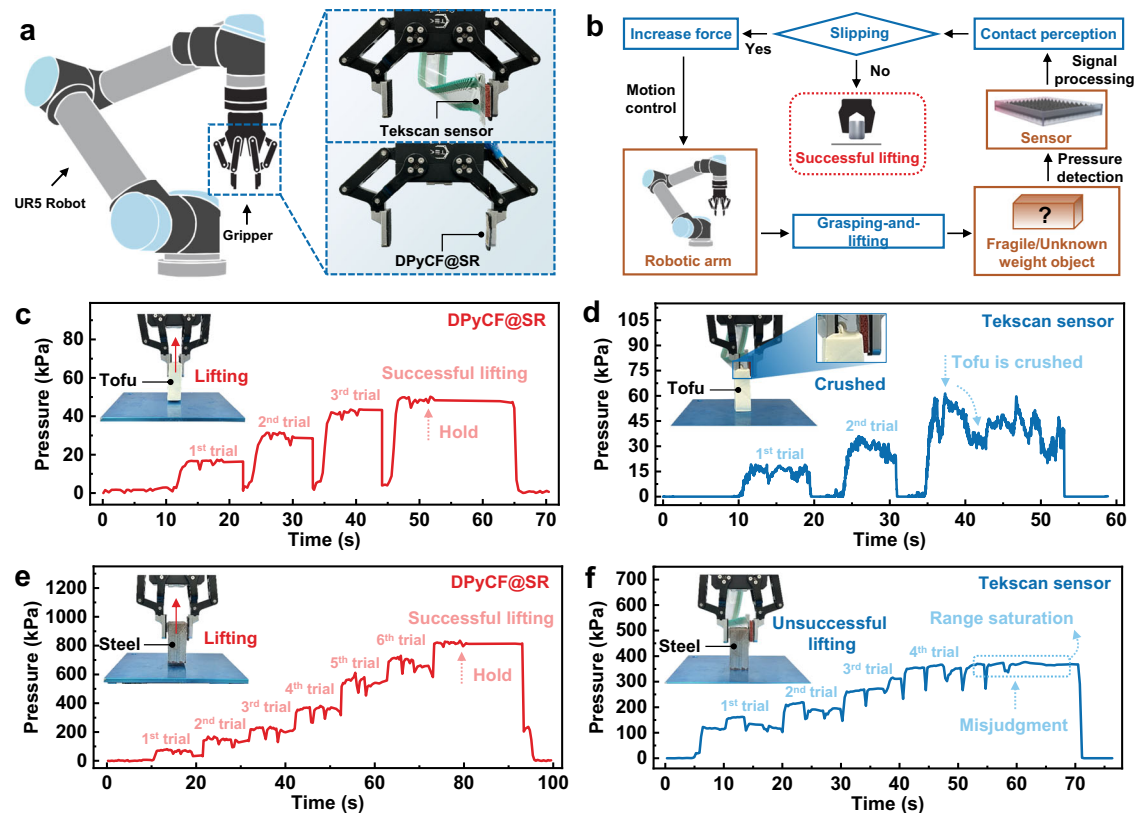 a
UR5 Robot
Gripper
Tekscan sensor
DPyCF@SR
b
Increase force
Yes
Slipping
Contact perception
No
Signal
processing
Motion
control
Successful lifting
Sensor
Pressure
detection
Robotic arm
Grasping-and-
lifting
?
Fragile/Unknown
weight object
c
DPyCF@SR
Pressure (kPa)
80
60
40
20
0
Tofu
Lifting
1st trial
2nd trial
3rd trial
Successful lifting
Hold
0 10 20 30 40 50 60 70
Time (s)
d
Tekscan sensor
Pressure (kPa)
105
90
75
60
45
30
15
0
Tofu
Crushed
Tofu is crushed
1st trial
2nd trial
0 10 20 30 40 50 60
Time (s)
e
DPyCF@SR
Pressure (kPa)
1200
1000
800
600
400
200
0
Steel
Lifting
1st trial
2nd trial
3rd trial
4th trial
5th trial
6th trial
Successful lifting
Hold
0 20 40 60 80 100
Time (s)
f
Tekscan sensor
Pressure (kPa)
700
600
500
400
300
200
100
0
Steel
Unsuccessful
lifting
Range saturation
1st trial
2nd trial
3rd trial
4th trial
Misjudgment
0 10 20 30 40 50 60 70
Time (s)